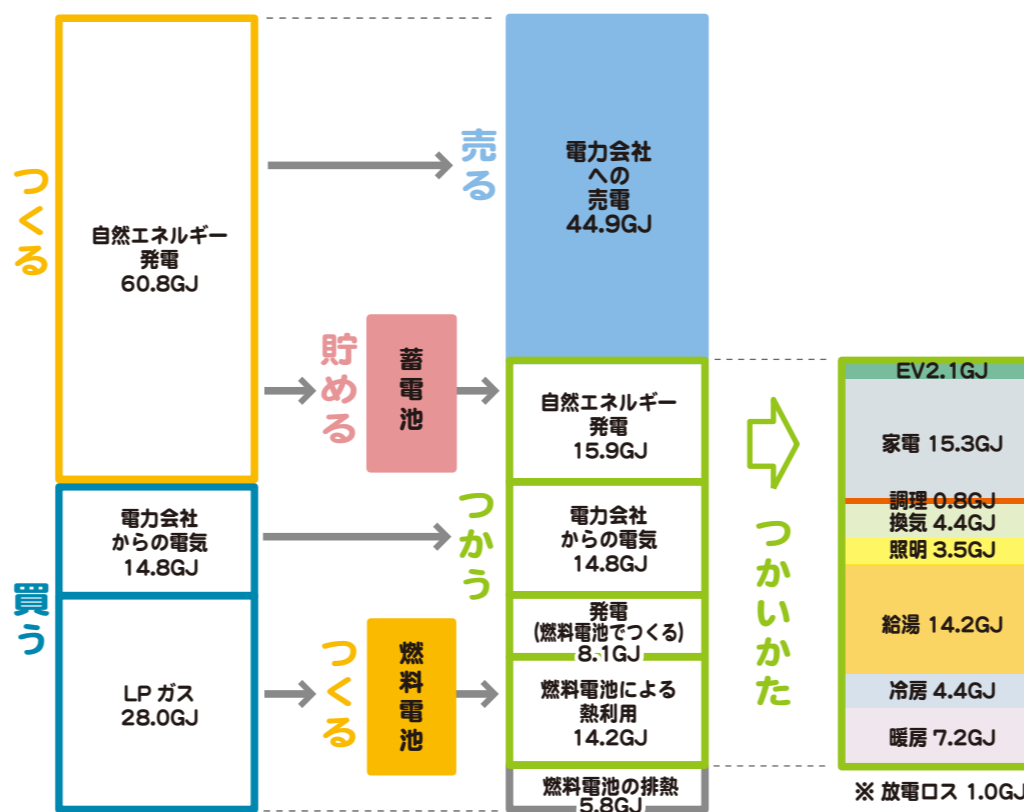 つくる
自然エネルギー
発電
60.8GJ
買う
電力会社
からの電気
14.8GJ
LP ガス
28.0GJ
売る
貯める
蓄電池
つくる
燃料電池
つかう
電力会社
への
売電
44.9GJ
自然エネルギー
発電
15.9GJ
電力会社
からの電気
14.8GJ
発電
(燃料電池でつくる)
8.1GJ
燃料電池による
熱利用
14.2GJ
燃料電池の排熱
5.8GJ
つかいかた
EV2.1GJ
家電 15.3GJ
調理 0.8GJ
換気 4.4GJ
照明 3.5GJ
給湯 14.2GJ
冷房 4.4GJ
暖房 7.2GJ
※ 放電ロス 1.0GJ